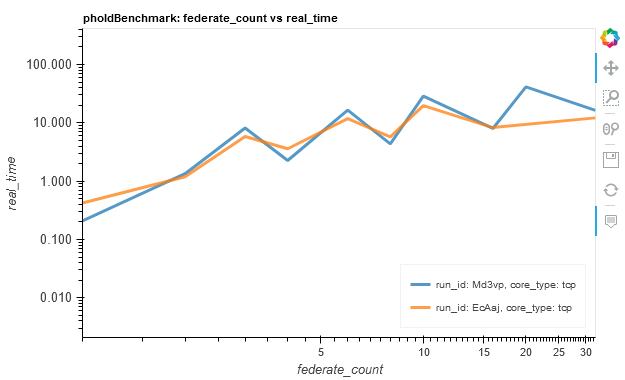 pholdBenchmark: federate_count vs real_time
100.000
10.000
1.000
0.100
0.010
real_time
run_id: Md3vp, core_type: tcp
run_id: EcAaj, core_type: tcp
5 10 15 20 25 30
federate_count